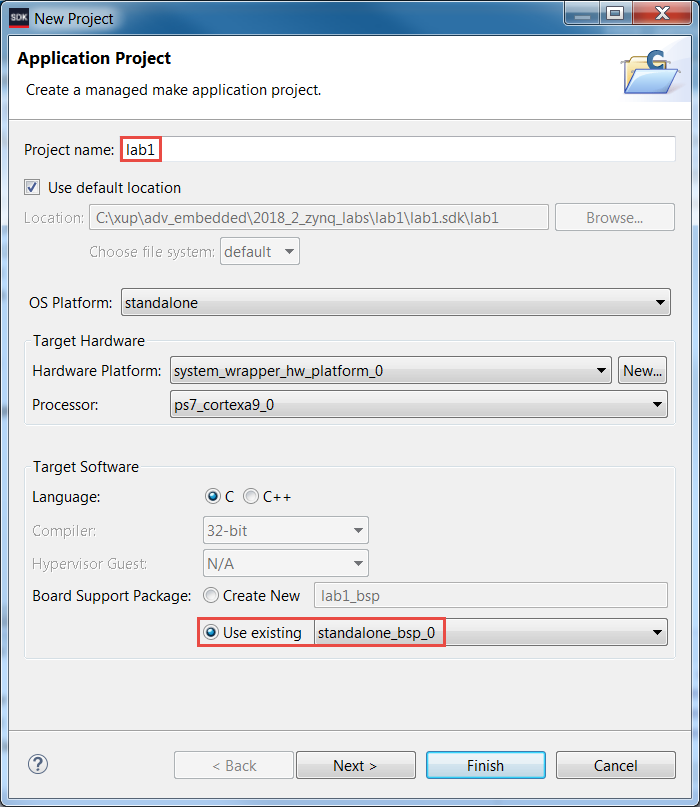 SDK New Project
Application Project
Create a managed make application project.
C
Project name: lab1
Use default location
Location: C:\xup\adv_embedded\2018_2_zynq_labs\lab1\lab1.sdk\lab1 Browse...
Choose file system: default
OS Platform: standalone
Target Hardware
Hardware Platform: system_wrapper_hw_platform_0 New...
Processor: ps7_cortexa9_0
Target Software
Language: C C++
Compiler: 32-bit
Hypervisor Guest: N/A
Board Support Package: Create New lab1_bsp
Use existing standalone_bsp_0
? < Back Next > Finish Cancel